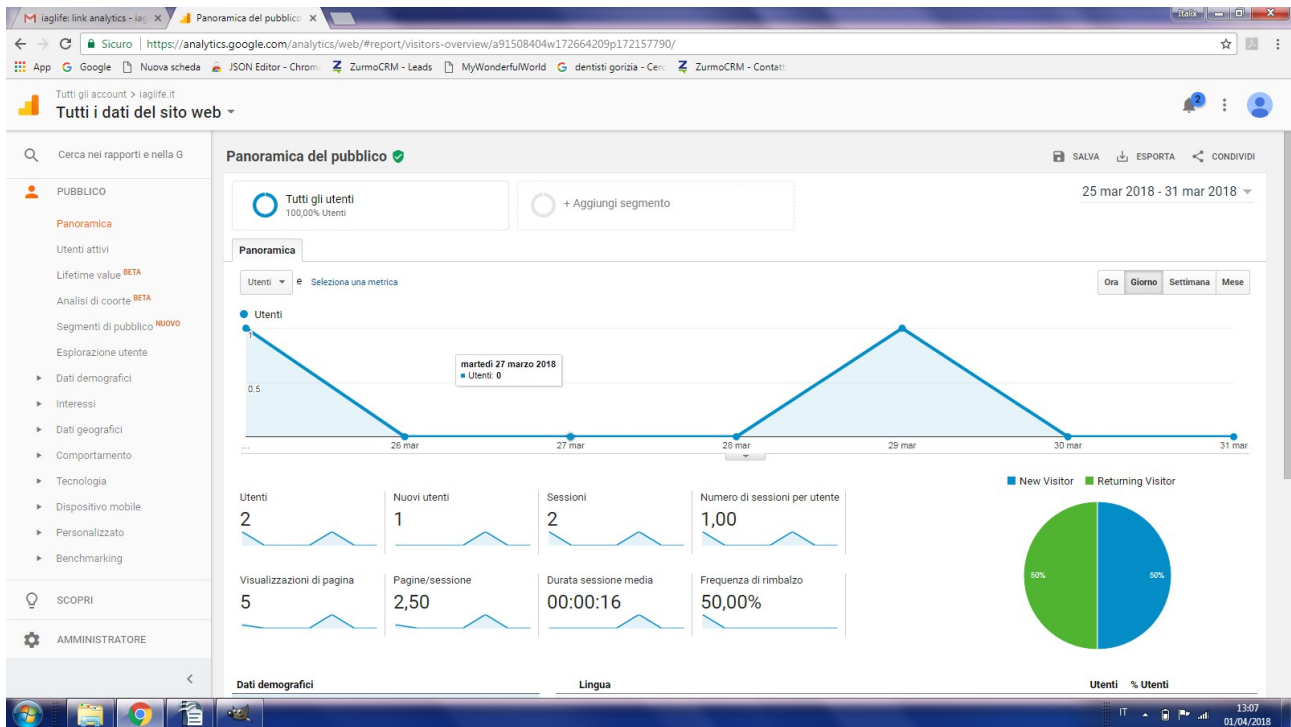 iaglife: link analytics - iag
Panoramica del pubblico
Italix
Sicuro | https://analytics.google.com/analytics/web/#report/visitors-overview/a91508404w172664209p172157790/
App Google Nuova scheda JSON Editor - Chrom ZurmoCRM - Leads MyWonderfulWorld dentisti gorizia - Cerc ZurmoCRM - Contatt
Tutti gli account > iaglife.it
Tutti i dati del sito web
2
Cerca nei rapporti e nella G
Panoramica del pubblico
SALVA ESPORTA CONDIVIDI
PUBBLICO
Panoramica
Utenti attivi
Lifetime value BETA
Analisi di coorte BETA
Segmenti di pubblico NUOVO
Esplorazione utente
Dati demografici
Interessi
Dati geografici
Comportamento
Tecnologia
Dispositivo mobile
Personalizzato
Benchmarking
SCOPRI
AMMINISTRATORE
Tutti gli utenti
100,00% Utenti
+ Aggiungi segmento
25 mar 2018 - 31 mar 2018
Panoramica
Utenti e Seleziona una metrica
Ora Giorno Settimana Mese
Utenti
1
martedì 27 marzo 2018
Utenti: 0
0.5
... 26 mar 27 mar 28 mar 29 mar 30 mar 31 mar
New Visitor Returning Visitor
Utenti Nuovi utenti Sessioni Numero di sessioni per utente
2 1 2 1,00
Visualizzazioni di pagina Pagine/sessione Durata sessione media Frequenza di rimbalzo
5 2,50 00:00:16 50,00%
50% 50%
Dati demografici Lingua Utenti % Utenti
IT 13:07
01/04/2018